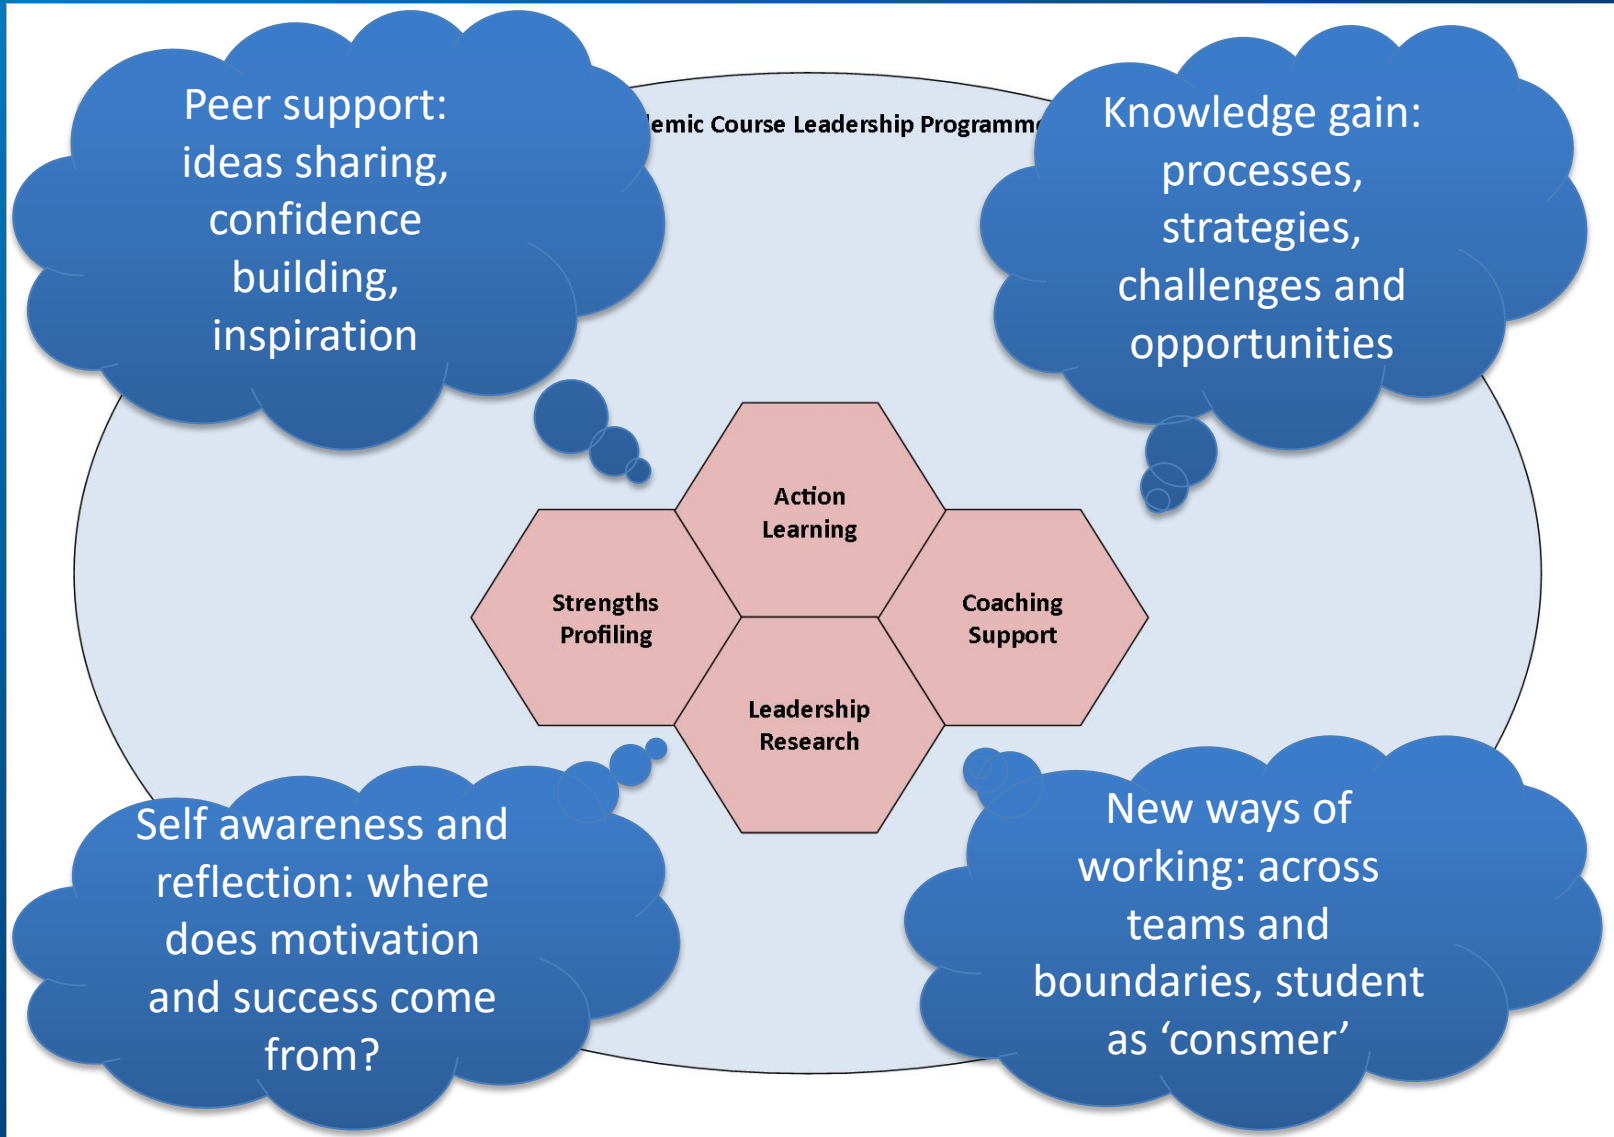 Peer support:
ideas sharing,
confidence
building,
inspiration
emic Course Leadership Programme
Knowledge gain:
processes,
strategies,
challenges and
opportunities
Action
Learning
Strengths
Profiling
Coaching
Support
Leadership
Research
Self awareness and
reflection: where
does motivation
and success come
from?
New ways of
working: across
teams and
boundaries, student
as ‘consmer’